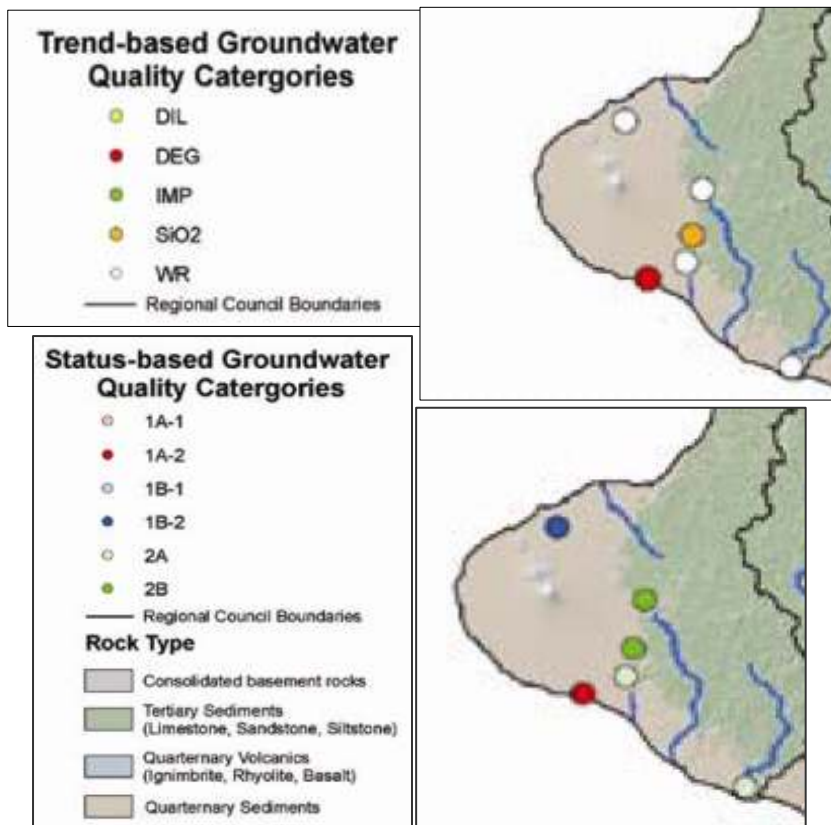 Trend-based Groundwater
Quality Catergories
DIL
DEG
IMP
SiO2
WR
Regional Council Boundaries
Status-based Groundwater
Quality Catergories
1A-1
1A-2
1B-1
1B-2
2A
2B
Regional Council Boundaries
Rock Type
Consolidated basement rocks
Tertiary Sediments
(Limestone, Sandstone, Siltstone)
Quarternary Volcanics
(Ignimbrite, Rhyolite, Basalt)
Quarternary Sediments